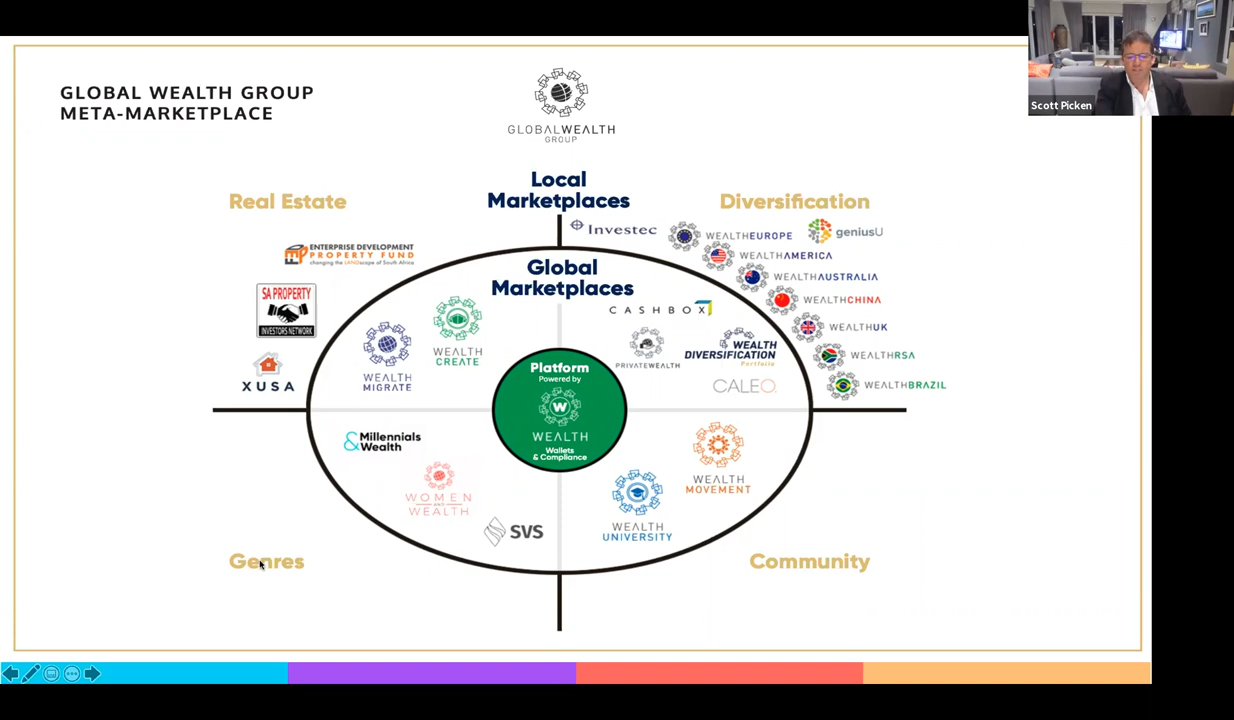 GLOBAL WEALTH GROUP
META-MARKETPLACE
GLOBALWEALTH
GROUP
Scott Picken
Real Estate
Local
Marketplaces
Diversification
Investec
WEALTHEUROPE
geniusU
WEALTHAMERICA
WEALTHAUSTRALIA
WEALTHCHINA
WEALTHUK
WEALTHRSA
WEALTHBRAZIL
ENTERPRISE DEVELOPMENT
PROPERTY FUND
changing the LANDscape of South Africa
SA PROPERTY
INVESTORS NETWORK
XUSA
Global
Marketplaces
WEALTH
MIGRATE
WEALTH
CREATE
CASHBOX
PRIVATEWEALTH
WEALTH
DIVERSIFICATION
Portfolio
CALEO
Platform
Powered by
W
WEALTH
Wallets
& Compliance
Millennials
& Wealth
WOMEN
AND
WEALTH
SVS
WEALTH
UNIVERSITY
WEALTH
MOVEMENT
Genres
Community